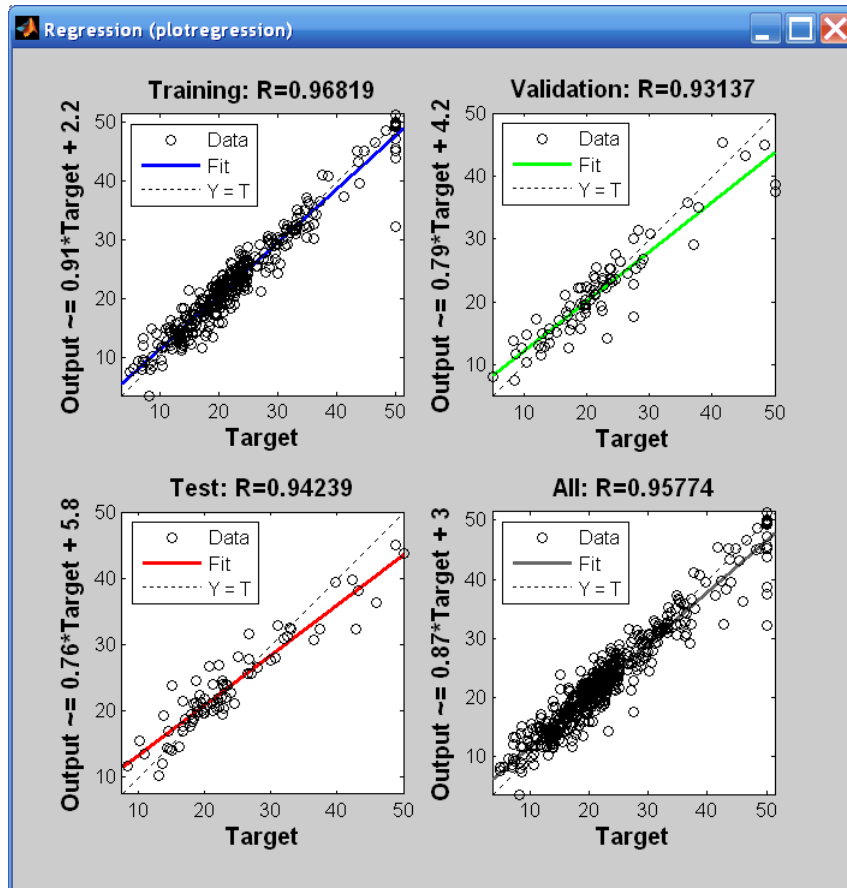 Regression (plotregression)
Training: R=0.96819
Output ~= 0.91*Target + 2.2
50
40
30
20
10
Data
Fit
Y = T
10
20
30
40
50
Target
Validation: R=0.93137
Output ~= 0.79*Target + 4.2
50
40
30
20
10
Data
Fit
Y = T
10
20
30
40
50
Target
Test: R=0.94239
Output ~= 0.76*Target + 5.8
50
40
30
20
10
Data
Fit
Y = T
10
20
30
40
50
Target
All: R=0.95774
Output ~= 0.87*Target + 3
50
40
30
20
10
Data
Fit
Y = T
10
20
30
40
50
Target